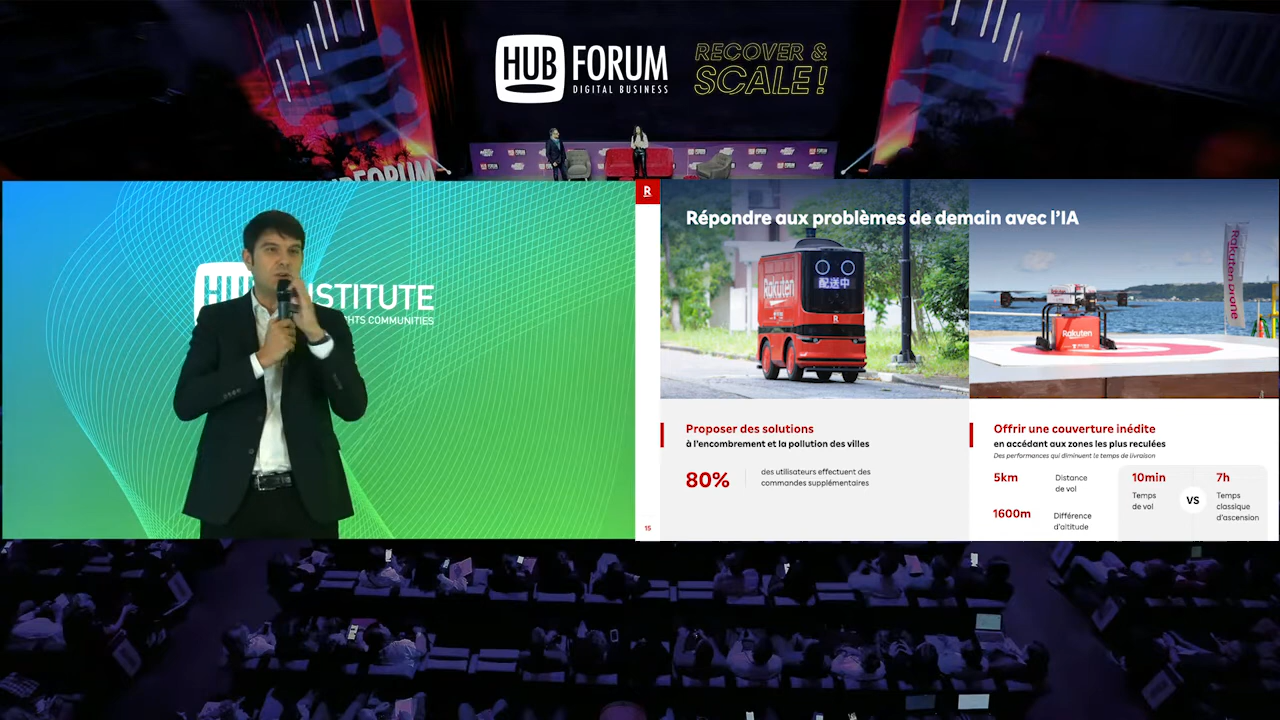 HUB
FORUM
DIGITAL BUSINESS
RECOVER &
SCALE !
FORUM
HUB INSTITUTE
GHTS COMMUNITIES
R
Répondre aux problèmes de demain avec l'IA
Rakuten
配送中
R
Rakuten
Rakuten drone
Proposer des solutions
à l'encombrement et la pollution des villes
80%
des utilisateurs effectuent des
commandes supplémentaires
Offrir une couverture inédite
en accédant aux zones les plus reculées
Des performances qui diminuent le temps de livraison
5km
Distance
de vol
1600m
Différence
d'altitude
10min
Temps
de vol
VS
7h
Temps
classique
d'ascension
15